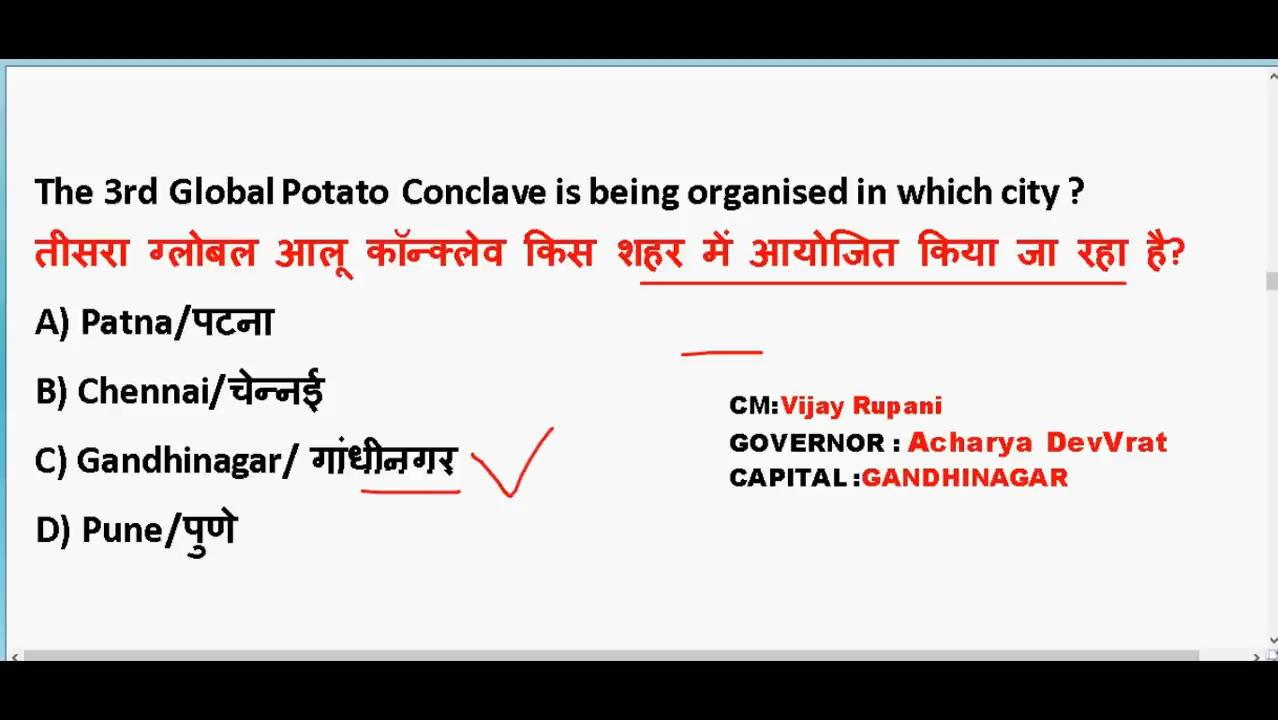 The 3rd Global Potato Conclave is being organised in which city ?
तीसरा ग्लोबल आलू कॉन्क्लेव किस शहर में आयोजित किया जा रहा है?
A) Patna/पटना
B) Chennai/चेन्नई
C) Gandhinagar/ गांधीनगर
D) Pune/पुणे
CM:Vijay Rupani
GOVERNOR : Acharya DevVrat
CAPITAL :GANDHINAGAR